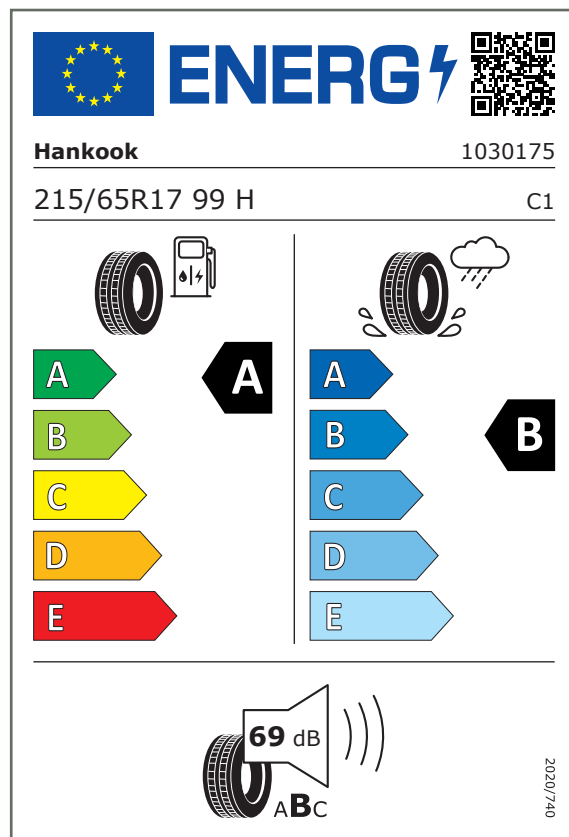 ENERG
Hankook 1030175
215/65R17 99 H C1
A A
B
C
D
E
A
B B
C
D
E
69 dB
ABC
2020/740